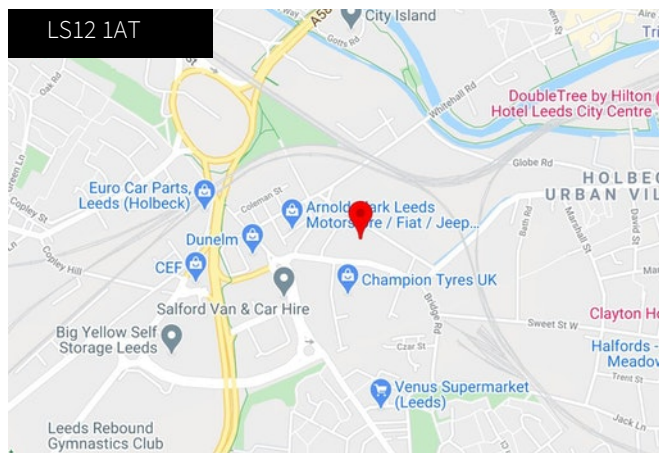 LS12 1AT
A58
City Island
Gotts Rd
Oak Rd
Whitehall Rd
DoubleTree by Hilton
Hotel Leeds City Centre
Globe Rd
HOLBEC
URBAN VIL
Green Ln
Copley St
Euro Car Parts,
Leeds (Holbeck)
Coleman St
Arnold Clark Leeds
Motorstore / Fiat / Jeep...
Bath Rd
Marshall St
David St
Dunelm
Copley Hill
CEF
Champion Tyres UK
Salford Van & Car Hire
Bridge Rd
Sweet St W
Clayton Ho
Big Yellow Self
Storage Leeds
Czar St
Halfords -
Meadow
Trent St
Venus Supermarket
(Leeds)
Jack Ln
Leeds Rebound
Gymnastics Club